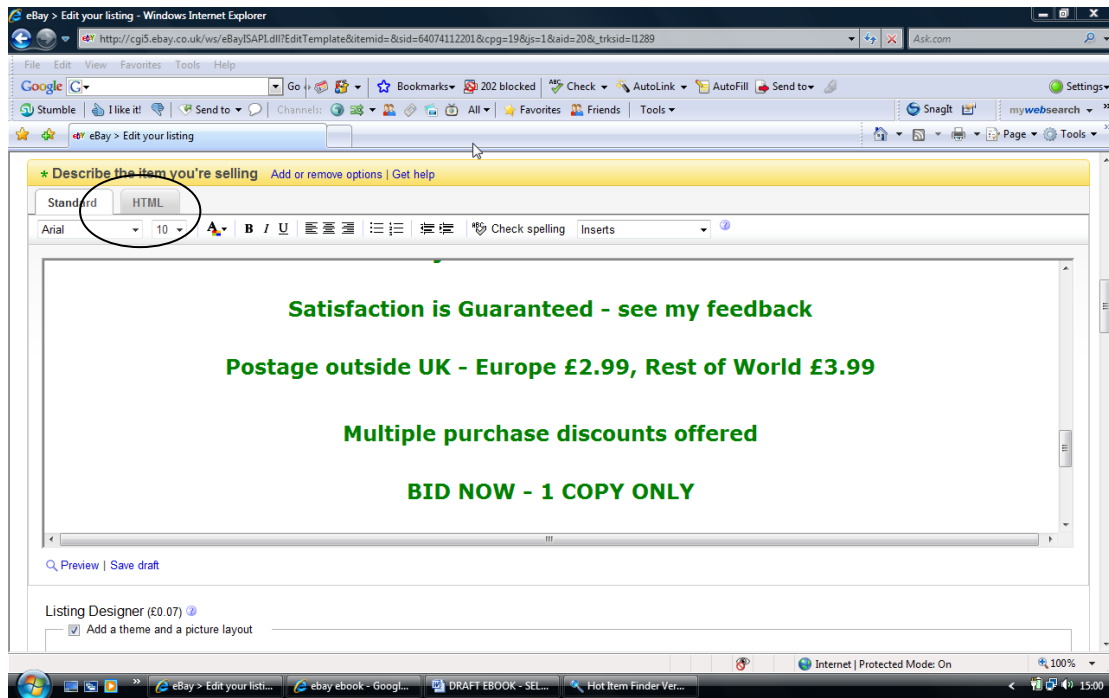 eBay > Edit your listing - Windows Internet Explorer
http://cgi5.ebay.co.uk/ws/eBayISAPI.dll?EditTemplate&itemid=&sid=64074112201&cpg=19&js=1&aid=20&_trksid=l1289
Ask.com
File Edit View Favorites Tools Help
Google G Go Bookmarks 202 blocked Check AutoLink AutoFill Send to Settings
Stumble I like it! Send to Channels: All Favorites Friends Tools SnagIt mywebsearch
eBay > Edit your listing Page Tools
* Describe the item you're selling Add or remove options | Get help
Standard HTML
Arial 10 A B I U Check spelling Inserts
Satisfaction is Guaranteed - see my feedback
Postage outside UK - Europe £2.99, Rest of World £3.99
Multiple purchase discounts offered
BID NOW - 1 COPY ONLY
Preview | Save draft
Listing Designer (£0.07)
Add a theme and a picture layout
Internet | Protected Mode: On 100%
eBay > Edit your listi... ebay ebook - Googl... DRAFT EBOOK - SEL... Hot Item Finder Ver... 15:00